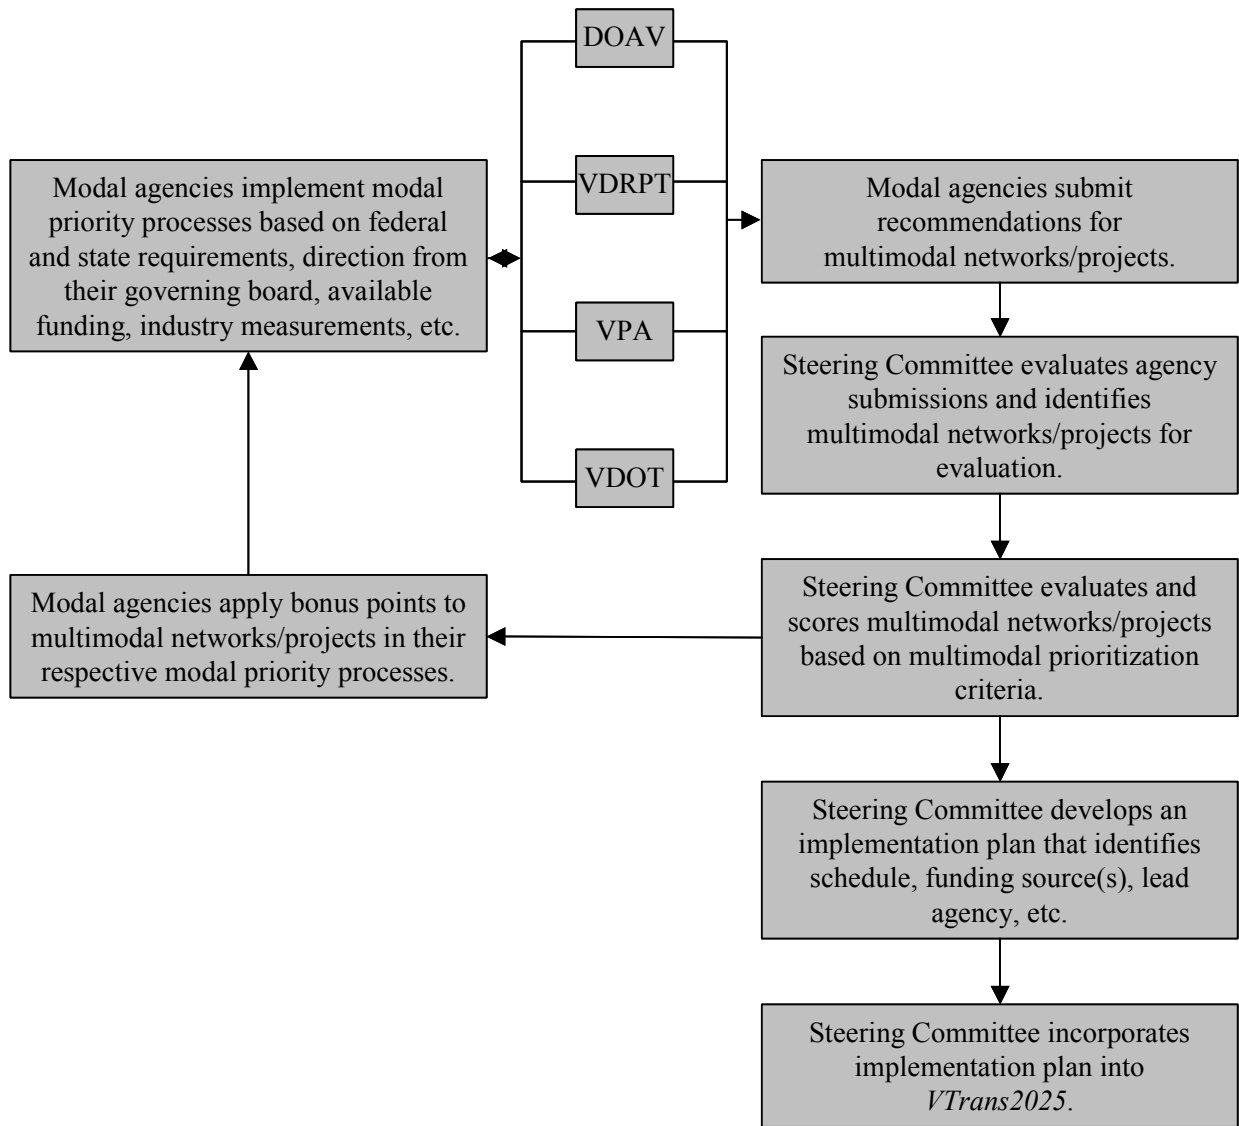 DOAV
VDRPT
VPA
VDOT
Modal agencies implement modal
priority processes based on federal
and state requirements, direction from
their governing board, available
funding, industry measurements, etc.
Modal agencies submit
recommendations for
multimodal networks/projects.
Steering Committee evaluates agency
submissions and identifies
multimodal networks/projects for
evaluation.
Steering Committee evaluates and
scores multimodal networks/projects
based on multimodal prioritization
criteria.
Modal agencies apply bonus points to
multimodal networks/projects in their
respective modal priority processes.
Steering Committee develops an
implementation plan that identifies
schedule, funding source(s), lead
agency, etc.
Steering Committee incorporates
implementation plan into
VTrans2025.